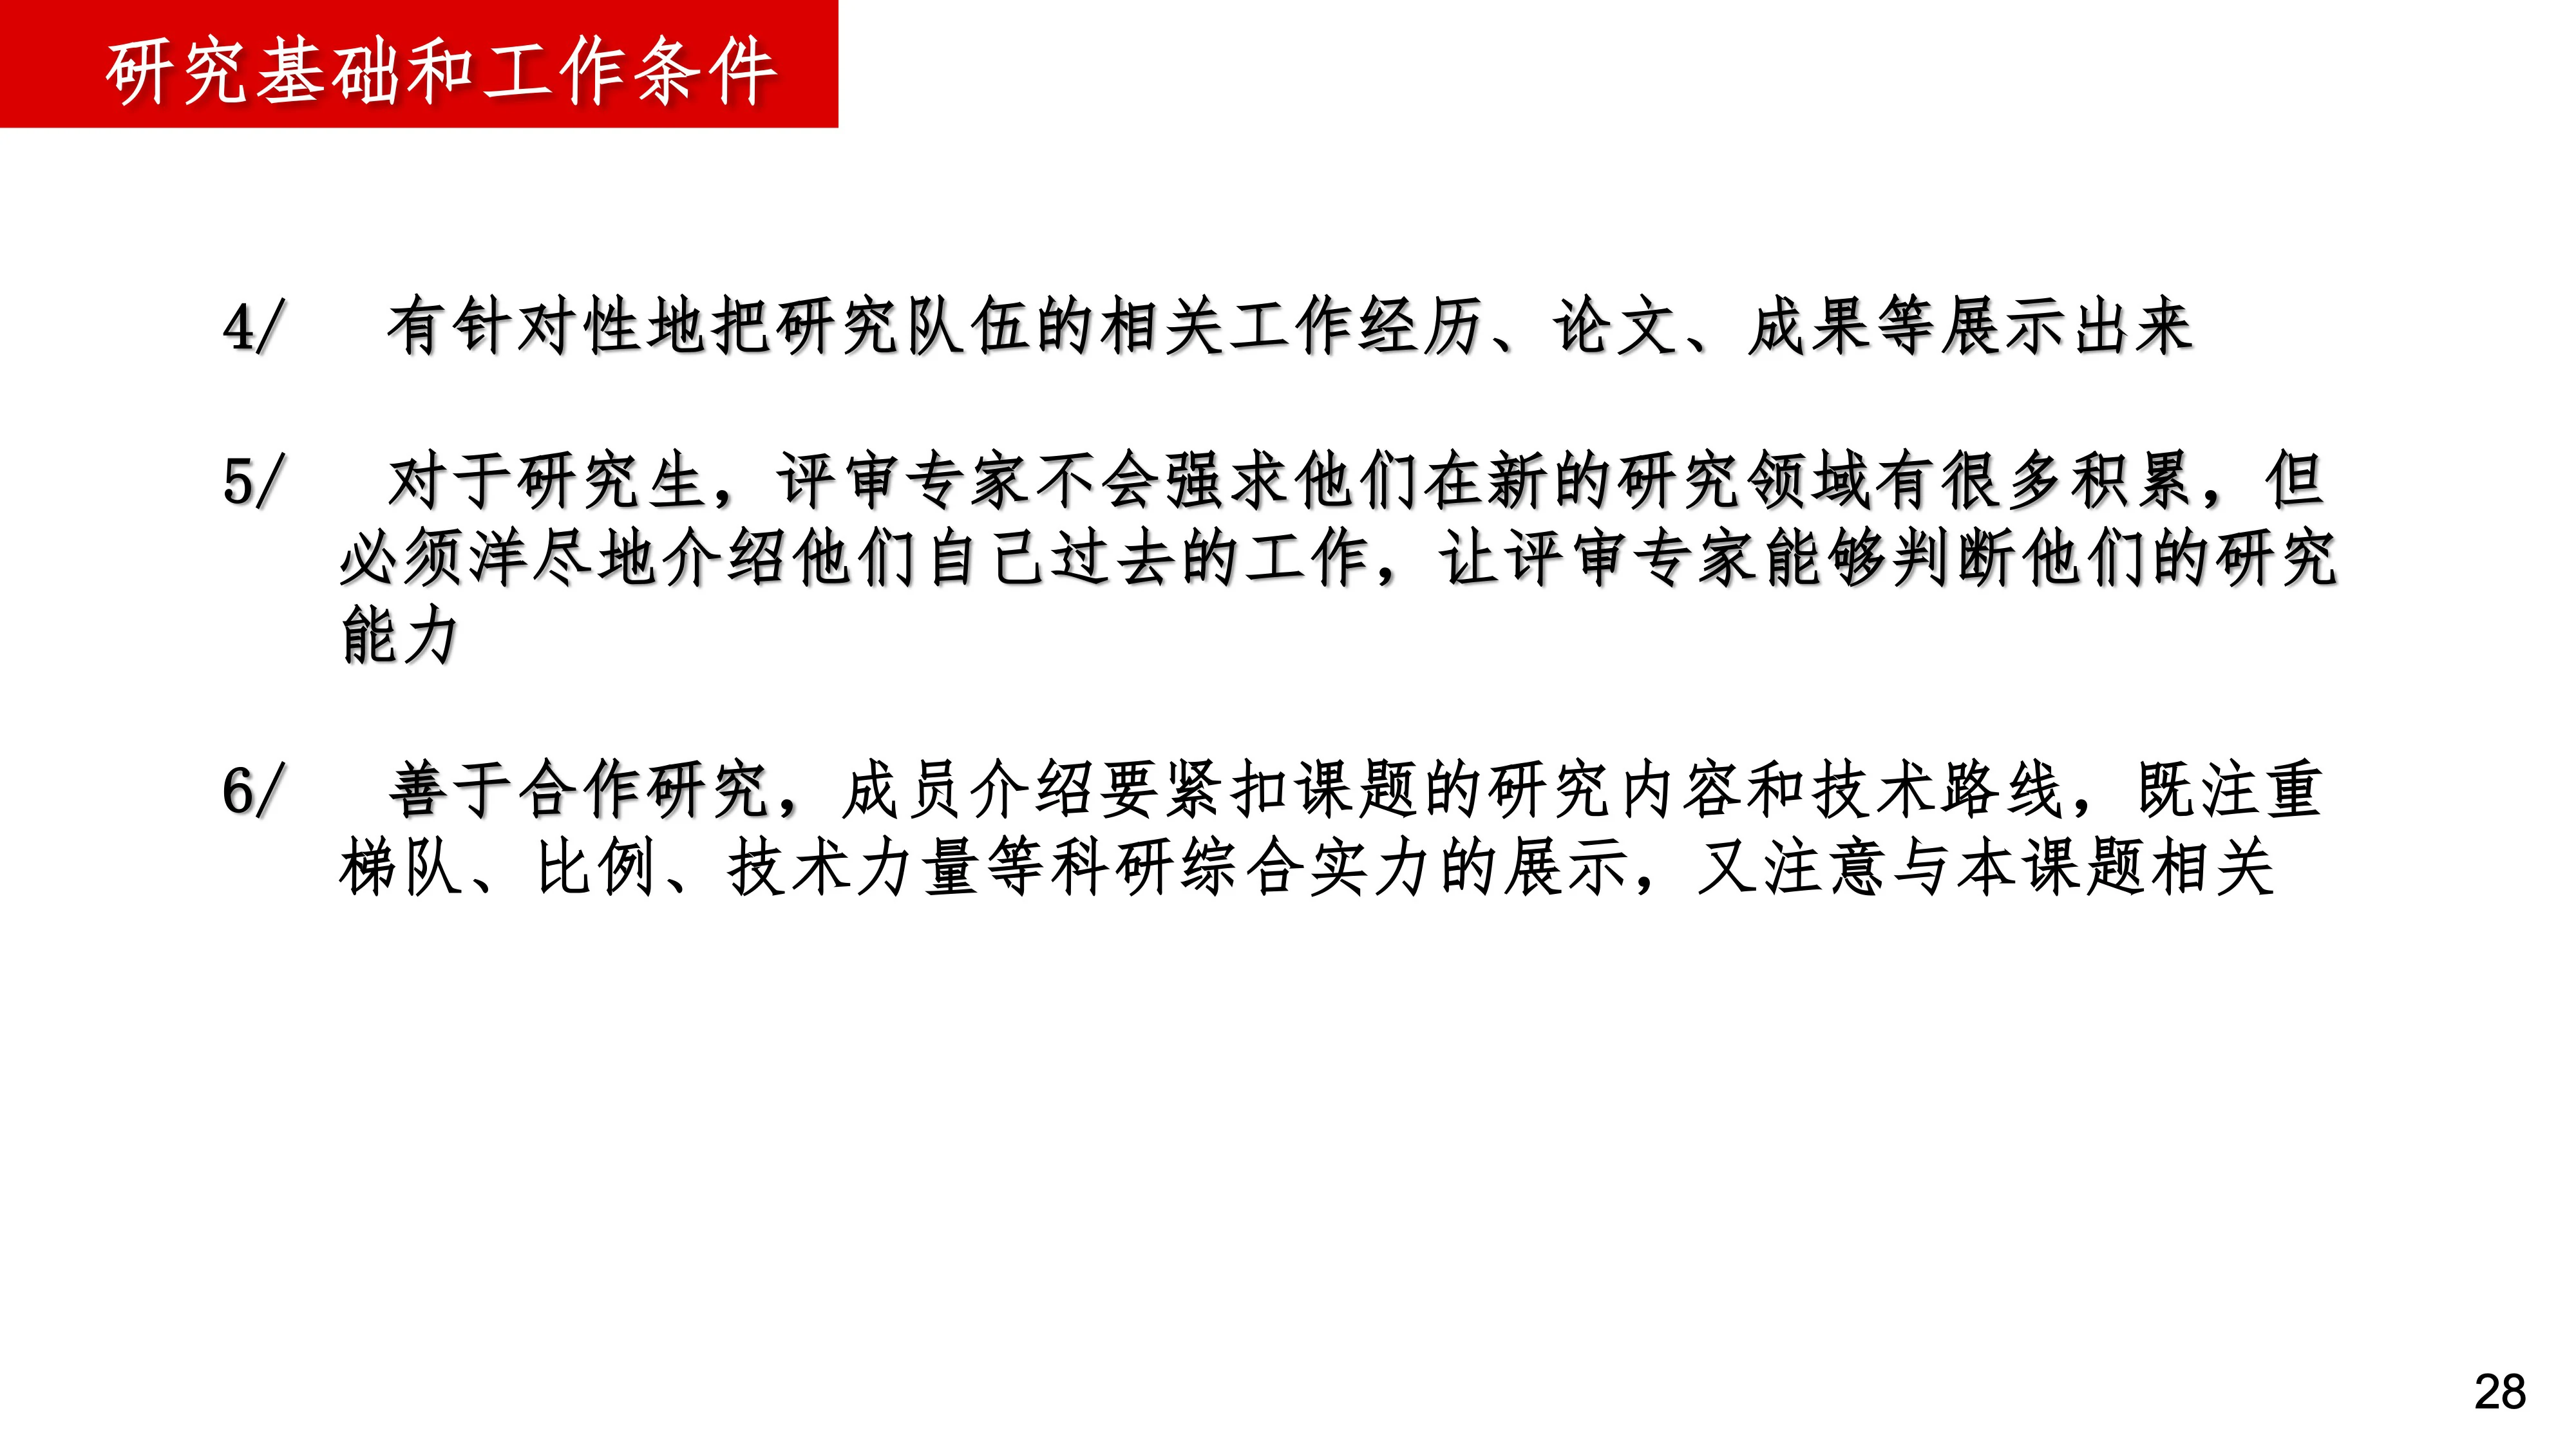 研究基础和工作条件
4/ 有针对性地把研究队伍的相关工作经历、论文、成果等展示出来
5/ 对于研究生，评审专家不会强求他们在新的研究领域有很多积累，但
必须洋尽地介绍他们自己过去的工作，让评审专家能够判断他们的研究
能力
6/ 善于合作研究，成员介绍要紧扣课题的研究内容和技术路线，既注重
梯队、比例、技术力量等科研综合实力的展示，又注意与本课题相关
28